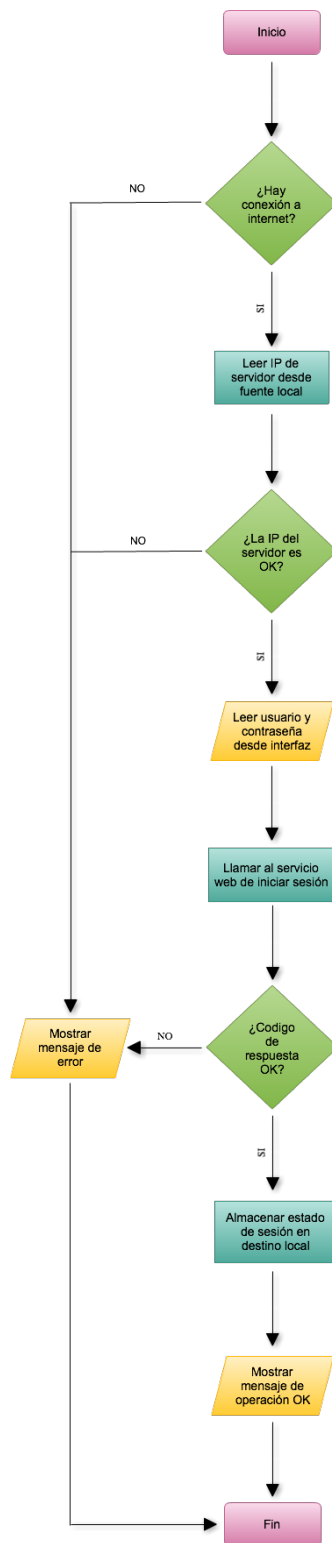 Inicio
¿Hay
conexión a
internet?
NO
SI
Leer IP de
servidor desde
fuente local
¿La IP del
servidor es
OK?
NO
SI
Leer usuario y
contraseña
desde interfaz
Llamar al servicio
web de iniciar sesión
¿Codigo
de
respuesta
OK?
NO
Mostrar
mensaje de
error
SI
Almacenar estado
de sesión en
destino local
Mostrar
mensaje de
operación OK
Fin